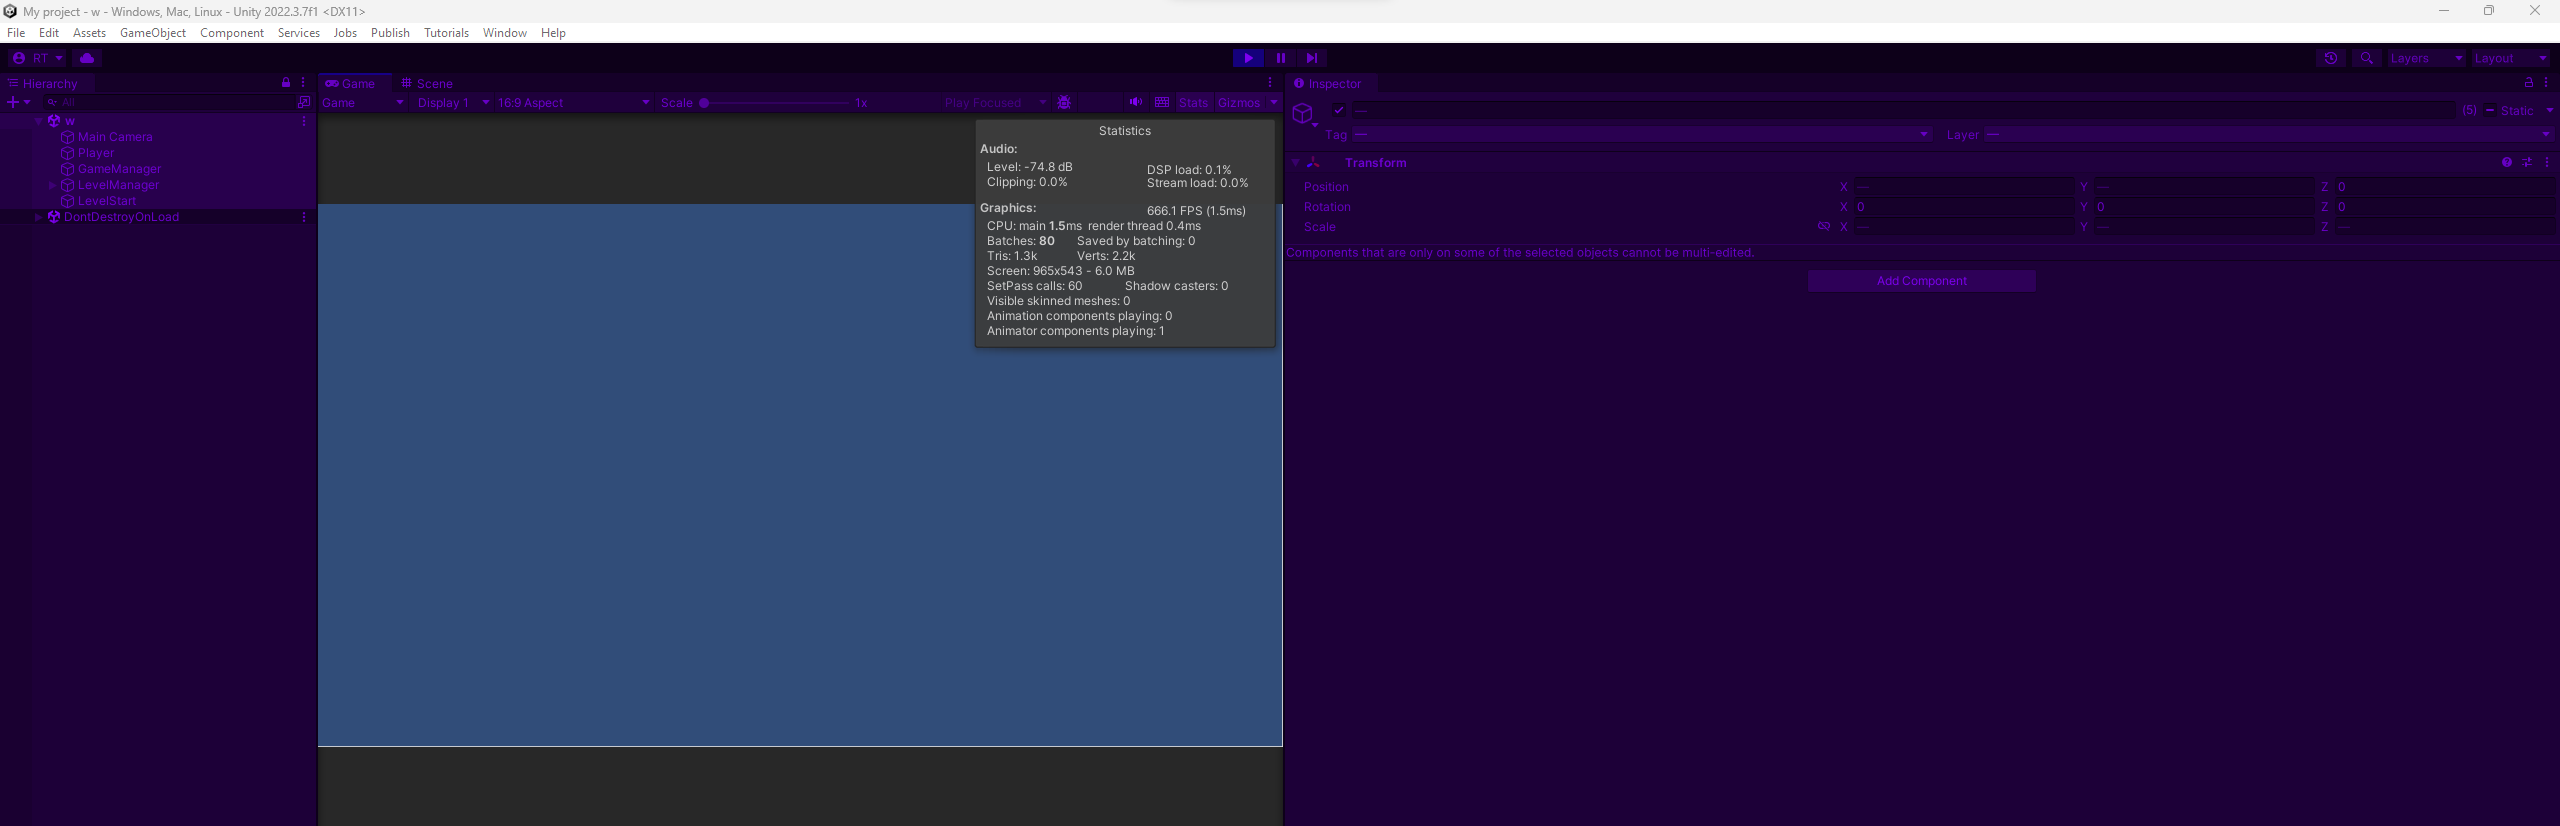 My project - w - Windows, Mac, Linux - Unity 2022.3.7f1 <DX11>
File Edit Assets GameObject Component Services Jobs Publish Tutorials Window Help
RT Layers Layout
Hierarchy Game Scene Inspector
All Game Display 1 16:9 Aspect Scale 1x Play Focused Stats Gizmos
w
Main Camera
Player
GameManager
LevelManager
LevelStart
DontDestroyOnLoad
Statistics
Audio:
Level: -74.8 dB DSP load: 0.1%
Clipping: 0.0% Stream load: 0.0%
Graphics: 666.1 FPS (1.5ms)
CPU: main 1.5ms render thread 0.4ms
Batches: 80 Saved by batching: 0
Tris: 1.3k Verts: 2.2k
Screen: 965x543 - 6.0 MB
SetPass calls: 60 Shadow casters: 0
Visible skinned meshes: 0
Animation components playing: 0
Animator components playing: 1
— (5) Static
Tag — Layer —
Transform
Position X — Y — Z 0
Rotation X 0 Y 0 Z 0
Scale X — Y — Z —
Components that are only on some of the selected objects cannot be multi-edited.
Add Component